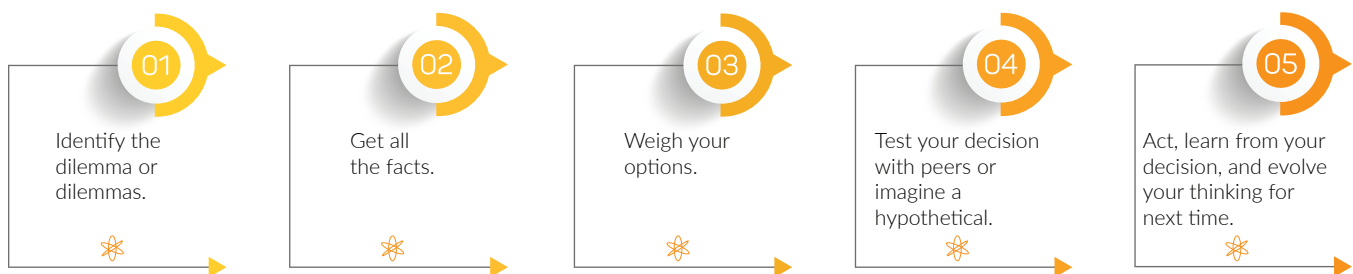 01
Identify the
dilemma or
dilemmas.
02
Get all
the facts.
03
Weigh your
options.
04
Test your decision
with peers or
imagine a
hypothetical.
05
Act, learn from your
decision, and evolve
your thinking for
next time.